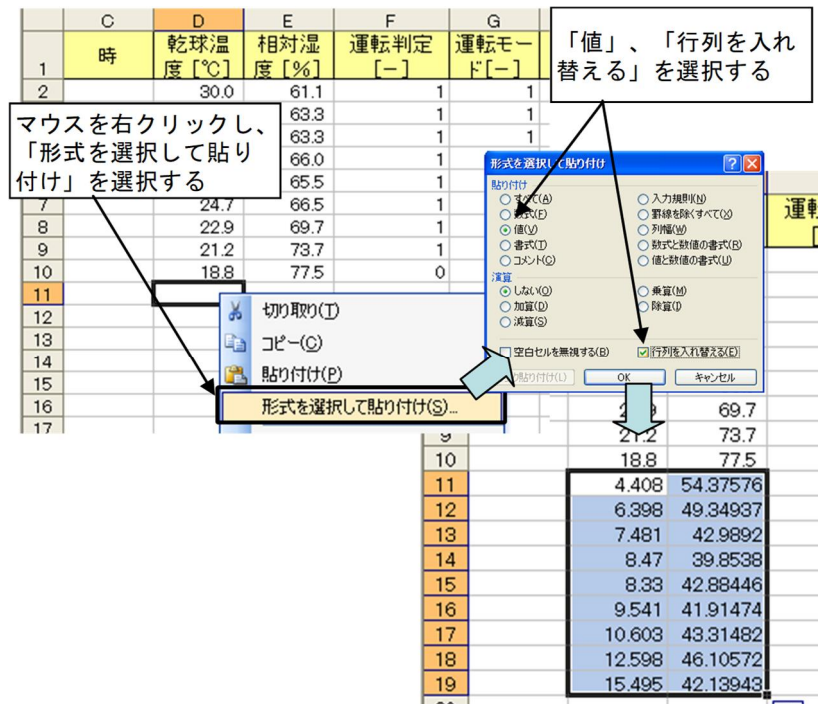 C D E F G
時 乾球温度[℃] 相対湿度[%] 運転判定[-] 運転モード[-]
1
2 30.0 61.1 1 1
63.3 1 1
63.3 1 1
66.0 1
65.5 1
7 24.7 66.5 1
8 22.9 69.7 1
9 21.2 73.7 1
10 18.8 77.5 0
11
12
13
14
15
16
17
マウスを右クリックし、
「形式を選択して貼り
付け」を選択する
「値」、「行列を入れ
替える」を選択する
切り取り(T)
コピー(C)
貼り付け(P)
形式を選択して貼り付け(S)...
形式を選択して貼り付け
貼り付け
すべて(A) 入力規則(N)
数式(F) 罫線を除くすべて(X)
値(V) 列幅(W)
書式(T) 数式と数値の書式(R)
コメント(C) 値と数値の書式(U)
演算
しない(O) 乗算(M)
加算(D) 除算(I)
減算(S)
空白セルを無視する(B) 行列を入れ替える(E)
OK キャンセル
運転
69.7
9 21.2 73.7
10 18.8 77.5
11 4.408 54.37576
12 6.398 49.34937
13 7.481 42.9892
14 8.47 39.8538
15 8.33 42.88446
16 9.541 41.91474
17 10.603 43.31482
18 12.598 46.10572
19 15.495 42.13943